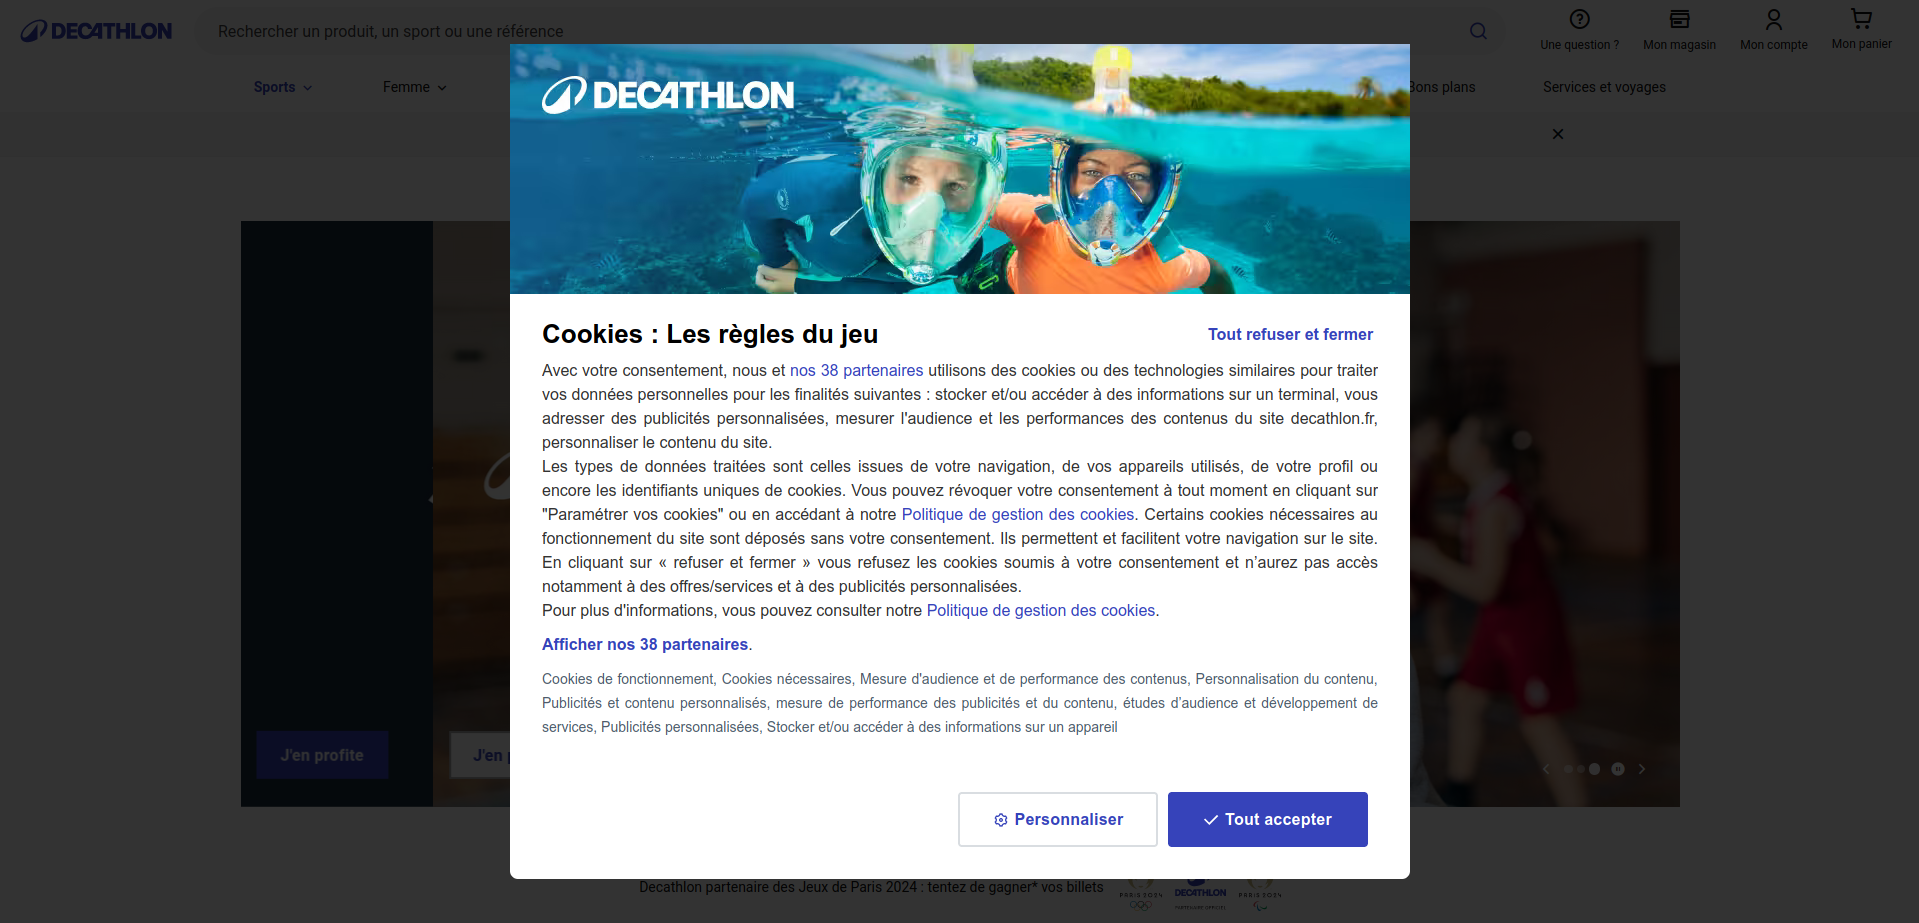 DECATHLON
Rechercher un produit, un sport ou une référence
Une question ?
Mon magasin
Mon compte
Mon panier
Sports
Femme
Bons plans
Services et voyages
DECATHLON
Cookies : Les règles du jeu
Tout refuser et fermer
Avec votre consentement, nous et nos 38 partenaires utilisons des cookies ou des technologies similaires pour traiter
vos données personnelles pour les finalités suivantes : stocker et/ou accéder à des informations sur un terminal, vous
adresser des publicités personnalisées, mesurer l'audience et les performances des contenus du site decathlon.fr,
personnaliser le contenu du site.
Les types de données traitées sont celles issues de votre navigation, de vos appareils utilisés, de votre profil ou
encore les identifiants uniques de cookies. Vous pouvez révoquer votre consentement à tout moment en cliquant sur
"Paramétrer vos cookies" ou en accédant à notre Politique de gestion des cookies. Certains cookies nécessaires au
fonctionnement du site sont déposés sans votre consentement. Ils permettent et facilitent votre navigation sur le site.
En cliquant sur « refuser et fermer » vous refusez les cookies soumis à votre consentement et n’aurez pas accès
notamment à des offres/services et à des publicités personnalisées.
Pour plus d'informations, vous pouvez consulter notre Politique de gestion des cookies.
Afficher nos 38 partenaires.
Cookies de fonctionnement, Cookies nécessaires, Mesure d'audience et de performance des contenus, Personnalisation du contenu,
Publicités et contenu personnalisés, mesure de performance des publicités et du contenu, études d’audience et développement de
services, Publicités personnalisées, Stocker et/ou accéder à des informations sur un appareil
J'en profite
J'en
Personnaliser
Tout accepter
Decathlon partenaire des Jeux de Paris 2024 : tentez de gagner* vos billets
PARIS 2024
DECATHLON
PARIS 2024